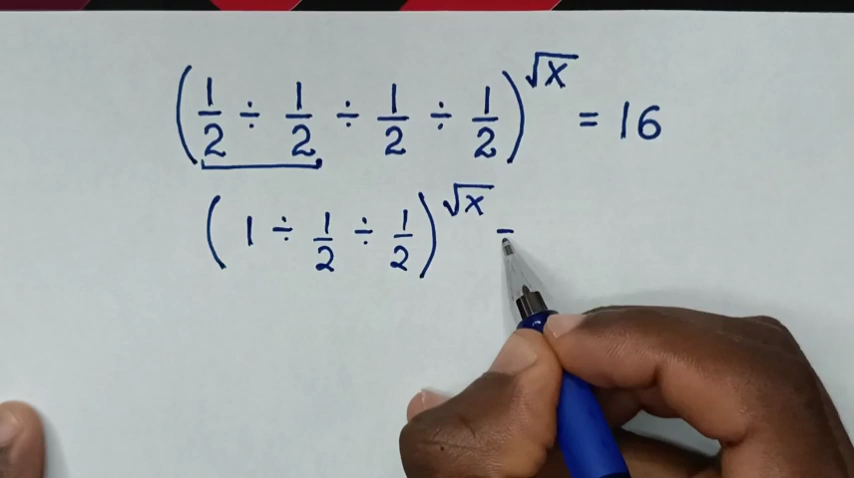 (1/2 ÷ 1/2 ÷ 1/2 ÷ 1/2)^√x = 16
(1 ÷ 1/2 ÷ 1/2)^√x -